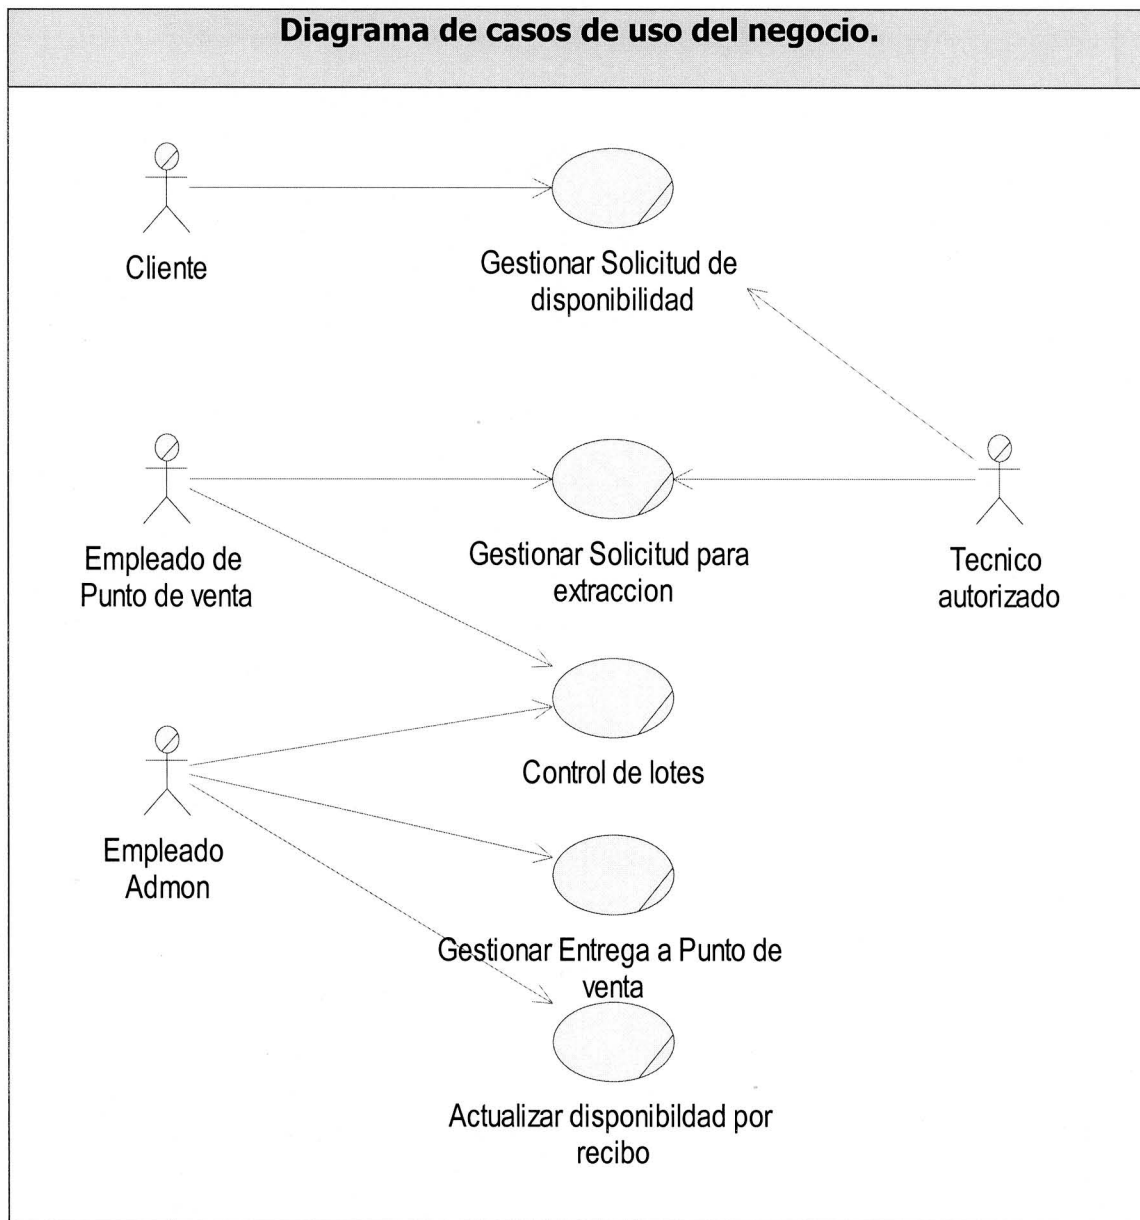 Diagrama de casos de uso del negocio.
Cliente
Gestionar Solicitud de
disponibilidad
Empleado de
Punto de venta
Gestionar Solicitud para
extraccion
Tecnico
autorizado
Control de lotes
Empleado
Admon
Gestionar Entrega a Punto de
venta
Actualizar disponibildad por
recibo